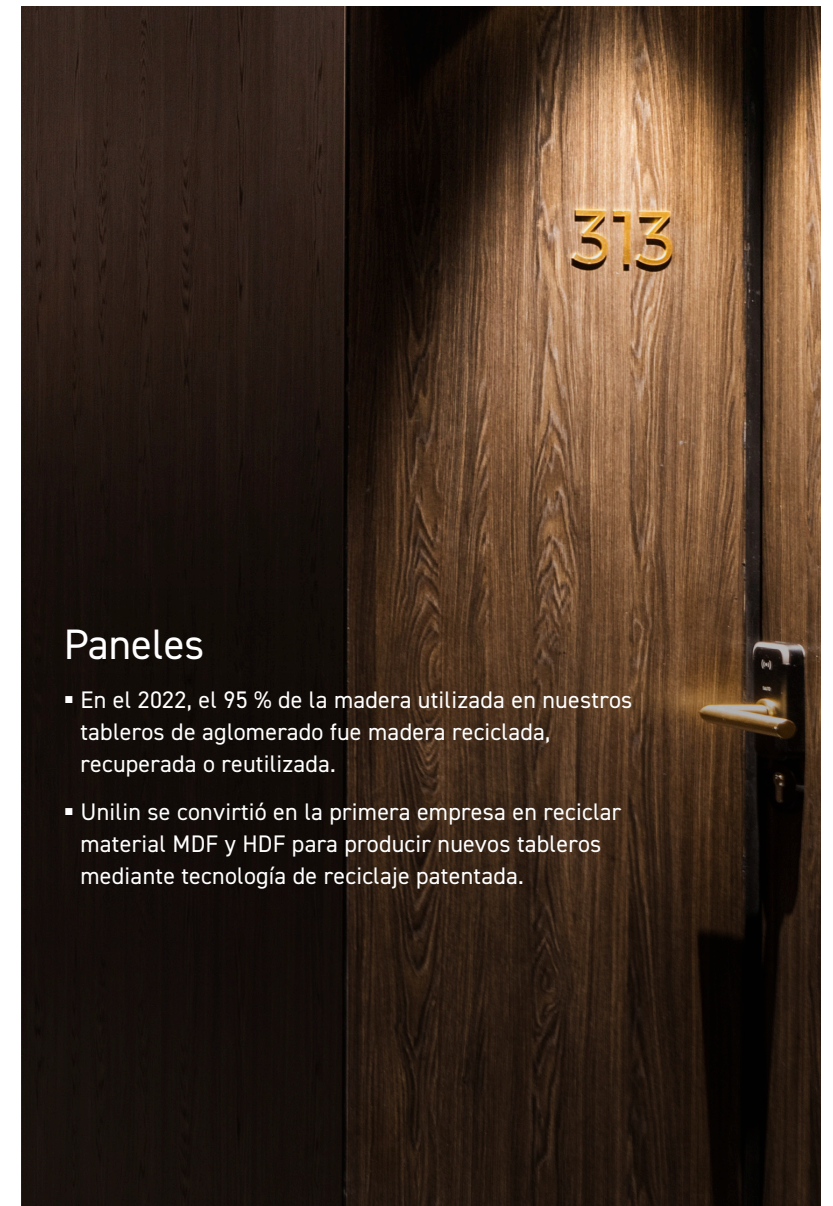 313
Paneles
▪ En el 2022, el 95 % de la madera utilizada en nuestros
tableros de aglomerado fue madera reciclada,
recuperada o reutilizada.
▪ Unilin se convirtió en la primera empresa en reciclar
material MDF y HDF para producir nuevos tableros
mediante tecnología de reciclaje patentada.